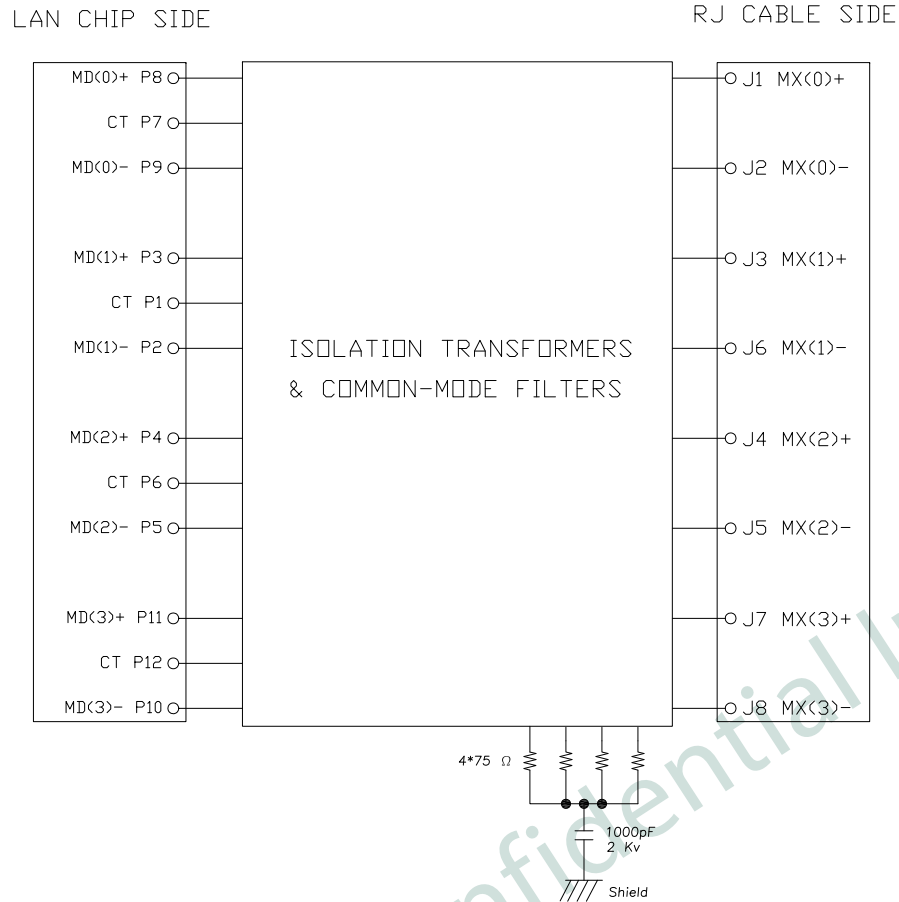 LAN CHIP SIDE
RJ CABLE SIDE
MD(0)+ P8
CT P7
MD(0)- P9
MD(1)+ P3
CT P1
MD(1)- P2
MD(2)+ P4
CT P6
MD(2)- P5
MD(3)+ P11
CT P12
MD(3)- P10
ISOLATION TRANSFORMERS
& COMMON-MODE FILTERS
J1 MX(0)+
J2 MX(0)-
J3 MX(1)+
J6 MX(1)-
J4 MX(2)+
J5 MX(2)-
J7 MX(3)+
J8 MX(3)-
4*75 Ω
1000pF
2 Kv
Shield